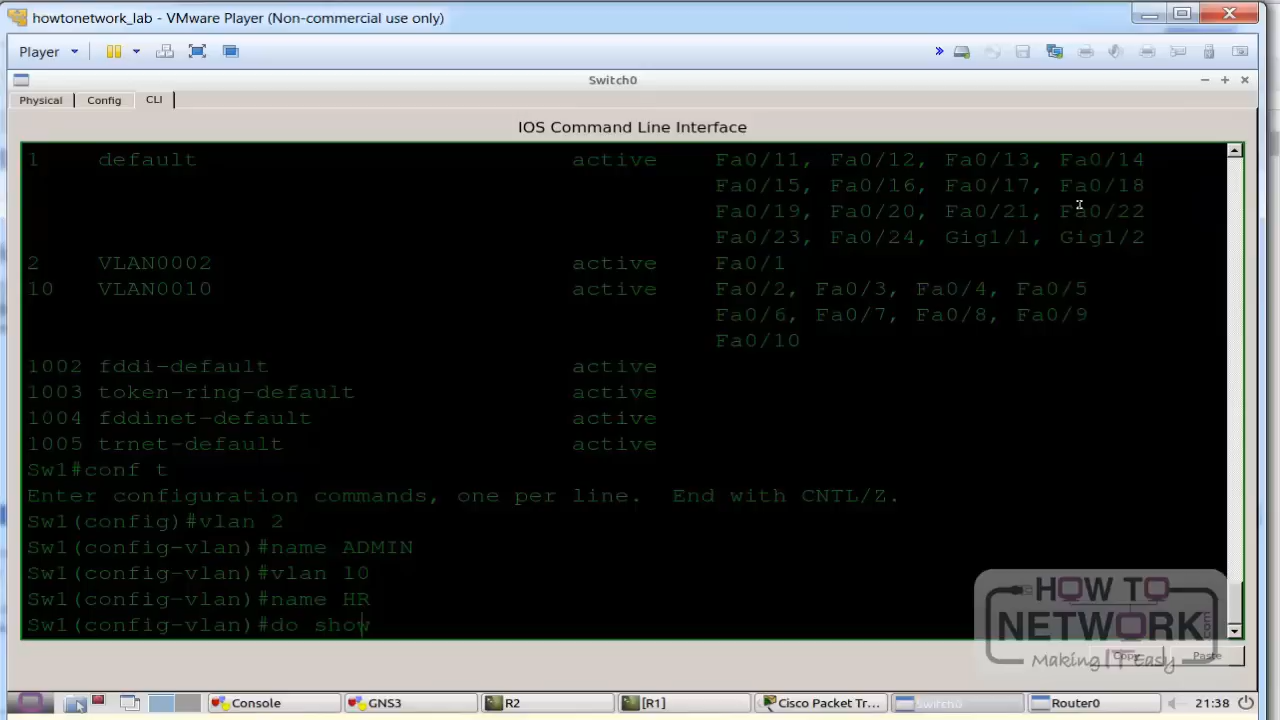 howtonetwork_lab - VMware Player (Non-commercial use only)
Player
Switch0
Physical Config CLI
IOS Command Line Interface
1 default active Fa0/11, Fa0/12, Fa0/13, Fa0/14
Fa0/15, Fa0/16, Fa0/17, Fa0/18
Fa0/19, Fa0/20, Fa0/21, Fa0/22
Fa0/23, Fa0/24, Gig1/1, Gig1/2
2 VLAN0002 active Fa0/1
10 VLAN0010 active Fa0/2, Fa0/3, Fa0/4, Fa0/5
Fa0/6, Fa0/7, Fa0/8, Fa0/9
Fa0/10
1002 fddi-default active
1003 token-ring-default active
1004 fddinet-default active
1005 trnet-default active
Sw1#conf t
Enter configuration commands, one per line. End with CNTL/Z.
Sw1(config)#vlan 2
Sw1(config-vlan)#name ADMIN
Sw1(config-vlan)#vlan 10
Sw1(config-vlan)#name HR
Sw1(config-vlan)#do show
HOW TO
NETWORK.com
Making IT Easy
Copy Paste
Console GNS3 R2 [R1] Cisco Packet Tr... Switch0 Router0 21:38